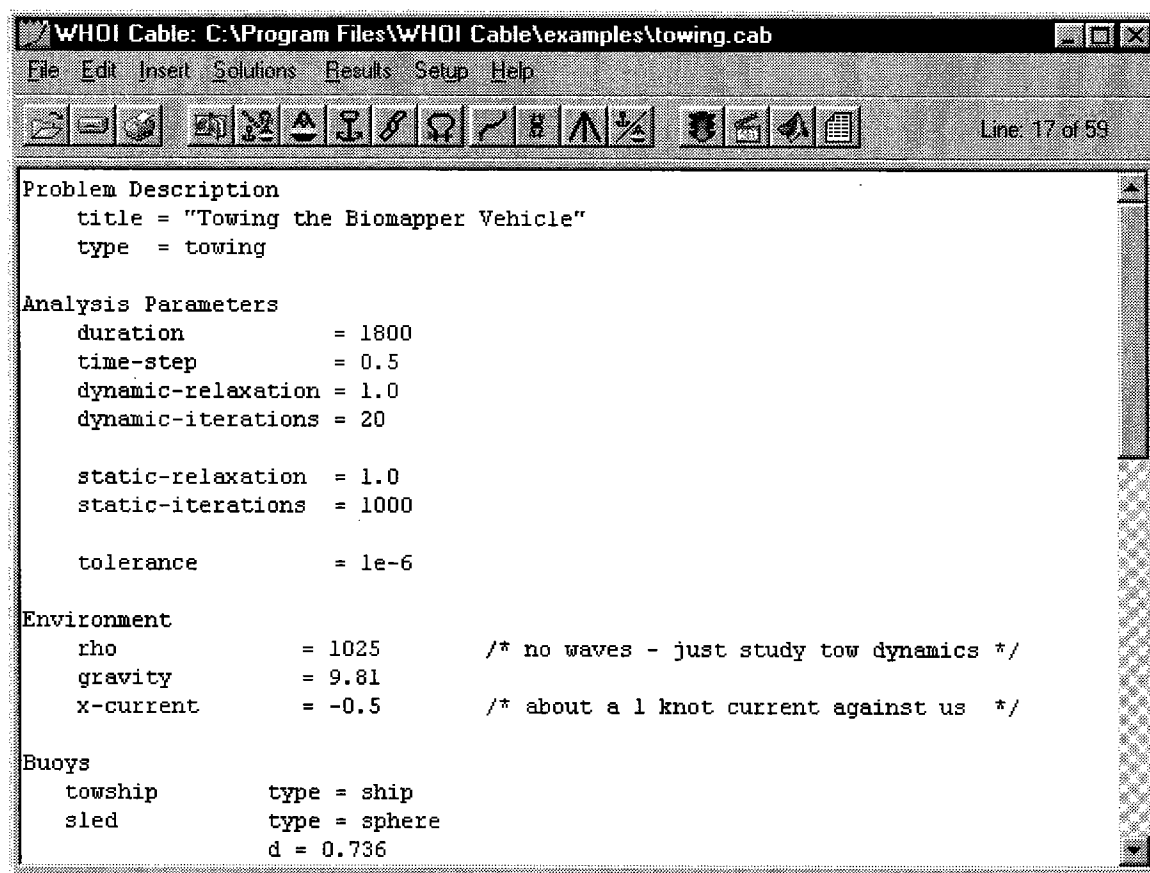 WHOI Cable: C:\Program Files\WHOI Cable\examples\towing.cab
File Edit Insert Solutions Results Setup Help
Line: 17 of 59
Problem Description
title = "Towing the Biomapper Vehicle"
type = towing
Analysis Parameters
duration = 1800
time-step = 0.5
dynamic-relaxation = 1.0
dynamic-iterations = 20
static-relaxation = 1.0
static-iterations = 1000
tolerance = 1e-6
Environment
rho = 1025 /* no waves - just study tow dynamics */
gravity = 9.81
x-current = -0.5 /* about a 1 knot current against us */
Buoys
towship type = ship
sled type = sphere
d = 0.736